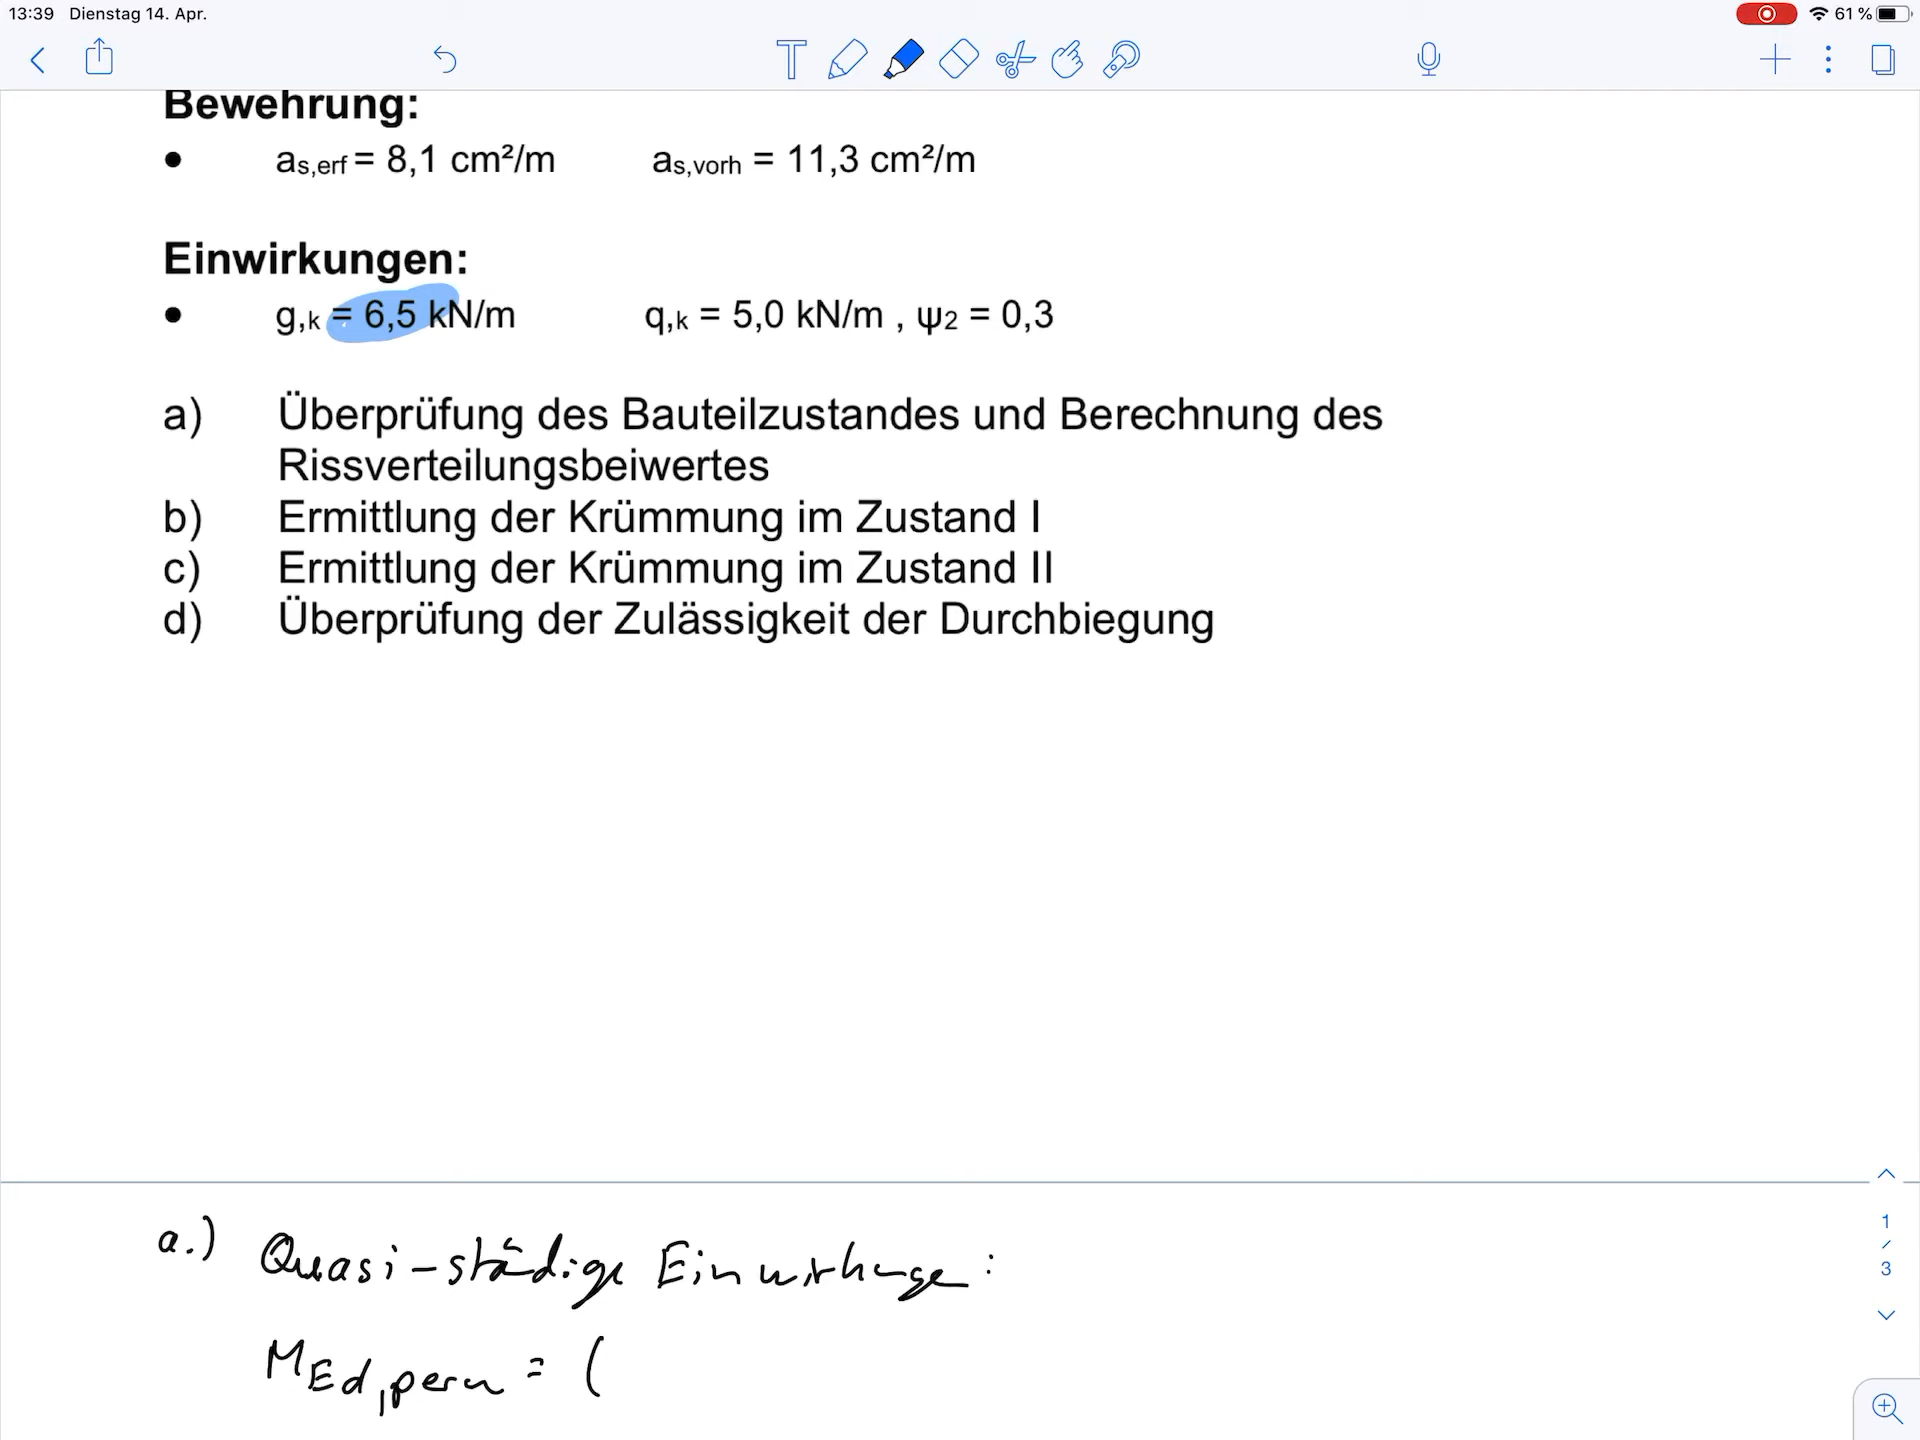 13:39 Dienstag 14. Apr. 61 %
Bewehrung:
• as,erf = 8,1 cm²/m as,vorh = 11,3 cm²/m
Einwirkungen:
• g,k = 6,5 kN/m q,k = 5,0 kN/m , ψ2 = 0,3
a) Überprüfung des Bauteilzustandes und Berechnung des
Rissverteilungsbeiwertes
b) Ermittlung der Krümmung im Zustand I
c) Ermittlung der Krümmung im Zustand II
d) Überprüfung der Zulässigkeit der Durchbiegung
1
/
3
a.) Quasi-städige Einwirkunge:
MEd,perm = (